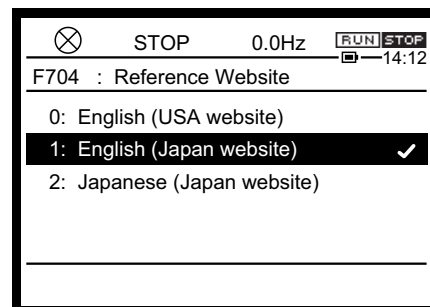 STOP 0.0Hz RUN STOP
14:12
F704 : Reference Website
0: English (USA website)
1: English (Japan website)
2: Japanese (Japan website)